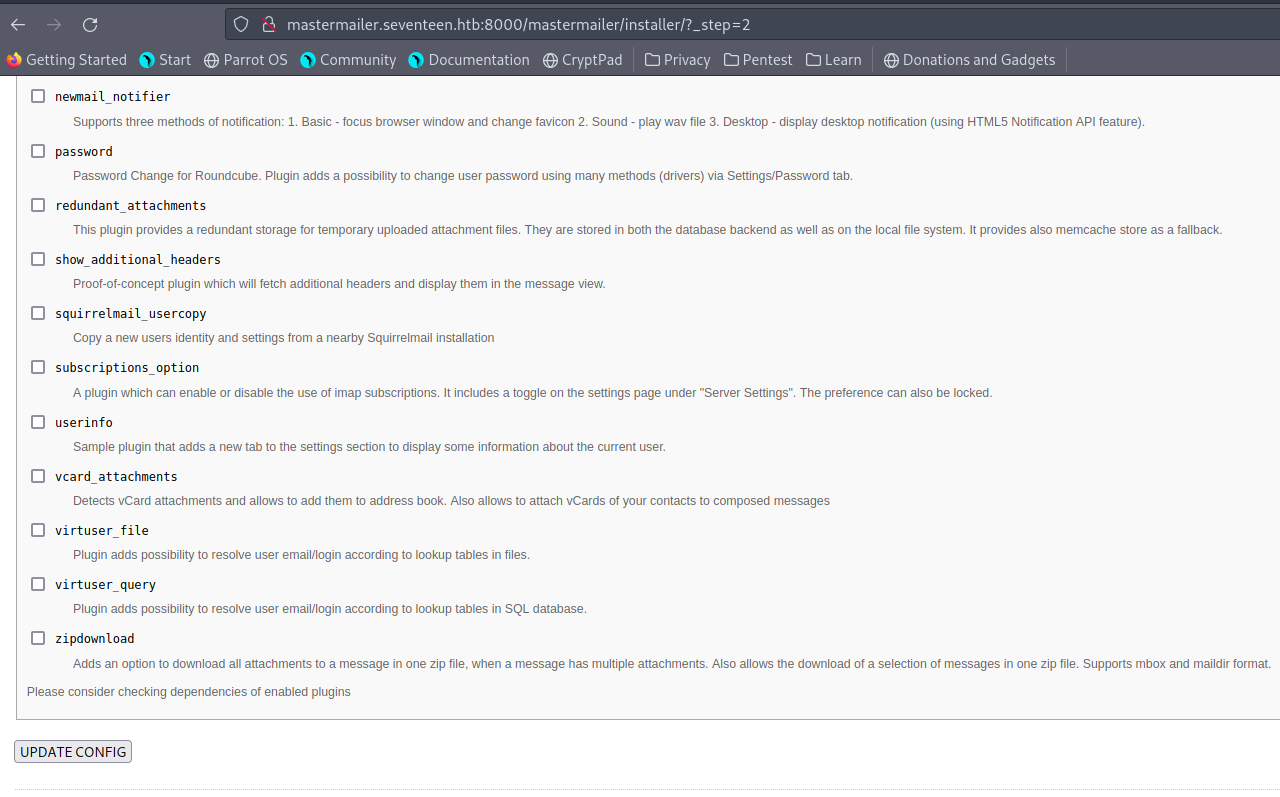 mastermailer.seventeen.htb:8000/mastermailer/installer/?_step=2
Getting Started Start Parrot OS Community Documentation CryptPad Privacy Pentest Learn Donations and Gadgets
newmail_notifier
Supports three methods of notification: 1. Basic - focus browser window and change favicon 2. Sound - play wav file 3. Desktop - display desktop notification (using HTML5 Notification API feature).
password
Password Change for Roundcube. Plugin adds a possibility to change user password using many methods (drivers) via Settings/Password tab.
redundant_attachments
This plugin provides a redundant storage for temporary uploaded attachment files. They are stored in both the database backend as well as on the local file system. It provides also memcache store as a fallback.
show_additional_headers
Proof-of-concept plugin which will fetch additional headers and display them in the message view.
squirrelmail_usercopy
Copy a new users identity and settings from a nearby Squirrelmail installation
subscriptions_option
A plugin which can enable or disable the use of imap subscriptions. It includes a toggle on the settings page under "Server Settings". The preference can also be locked.
userinfo
Sample plugin that adds a new tab to the settings section to display some information about the current user.
vcard_attachments
Detects vCard attachments and allows to add them to address book. Also allows to attach vCards of your contacts to composed messages
virtuser_file
Plugin adds possibility to resolve user email/login according to lookup tables in files.
virtuser_query
Plugin adds possibility to resolve user email/login according to lookup tables in SQL database.
zipdownload
Adds an option to download all attachments to a message in one zip file, when a message has multiple attachments. Also allows the download of a selection of messages in one zip file. Supports mbox and maildir format.
Please consider checking dependencies of enabled plugins
UPDATE CONFIG